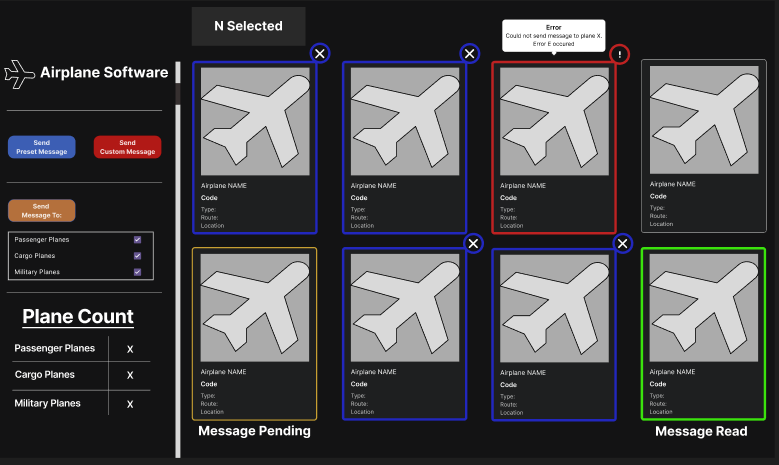 N Selected
Error
Could not send message to plane X.
Error E occured
!
Airplane Software
Send
Preset Message
Send
Custom Message
Send
Message To:
Passenger Planes
Cargo Planes
Military Planes
Plane Count
Passenger Planes X
Cargo Planes X
Military Planes X
Airplane NAME
Code
Type:
Route:
Location
Airplane NAME
Code
Type:
Route:
Location
Airplane NAME
Code
Type:
Route:
Location
Airplane NAME
Code
Type:
Route:
Location
Airplane NAME
Code
Type:
Route:
Location
Message Pending
Airplane NAME
Code
Type:
Route:
Location
Airplane NAME
Code
Type:
Route:
Location
Airplane NAME
Code
Type:
Route:
Location
Message Read